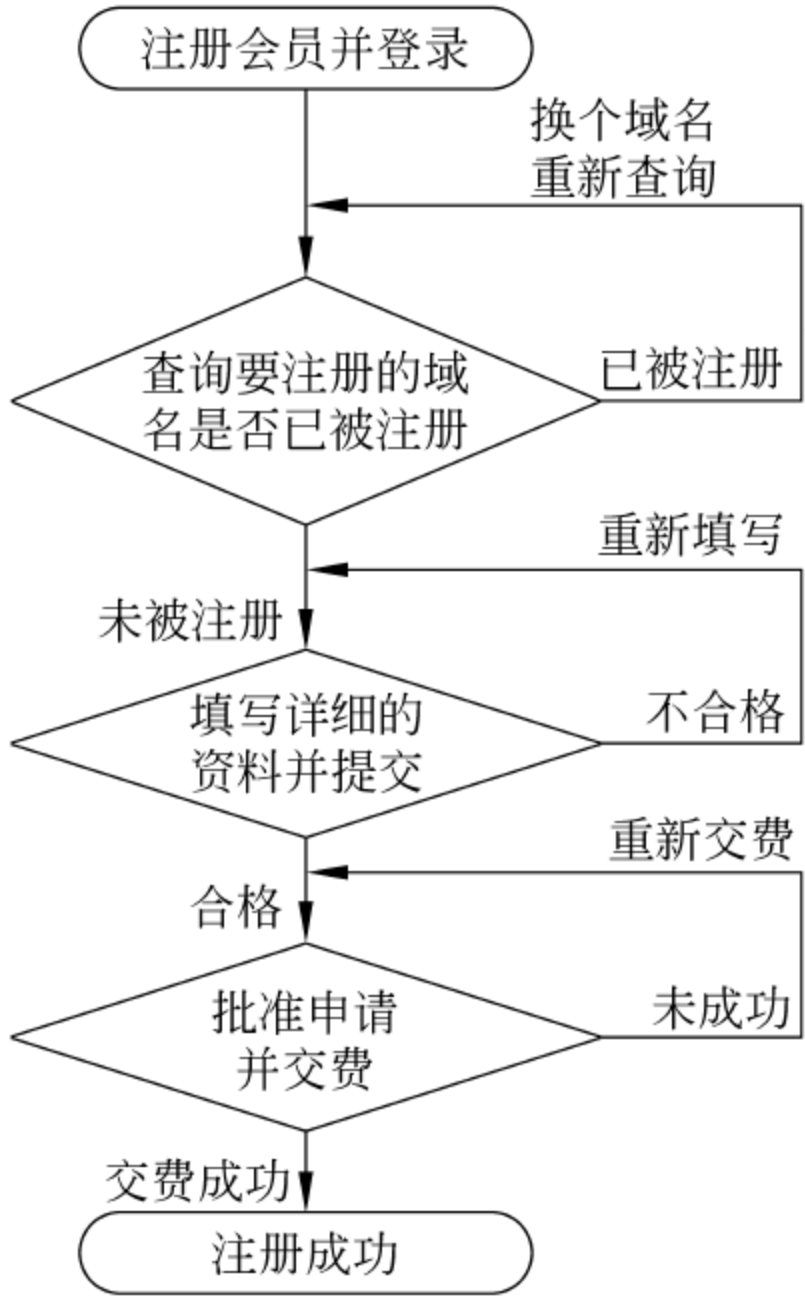 注册会员并登录
换个域名
重新查询
查询要注册的域
名是否已被注册
已被注册
重新填写
未被注册
填写详细的
资料并提交
不合格
重新交费
合格
批准申请
并交费
未成功
交费成功
注册成功